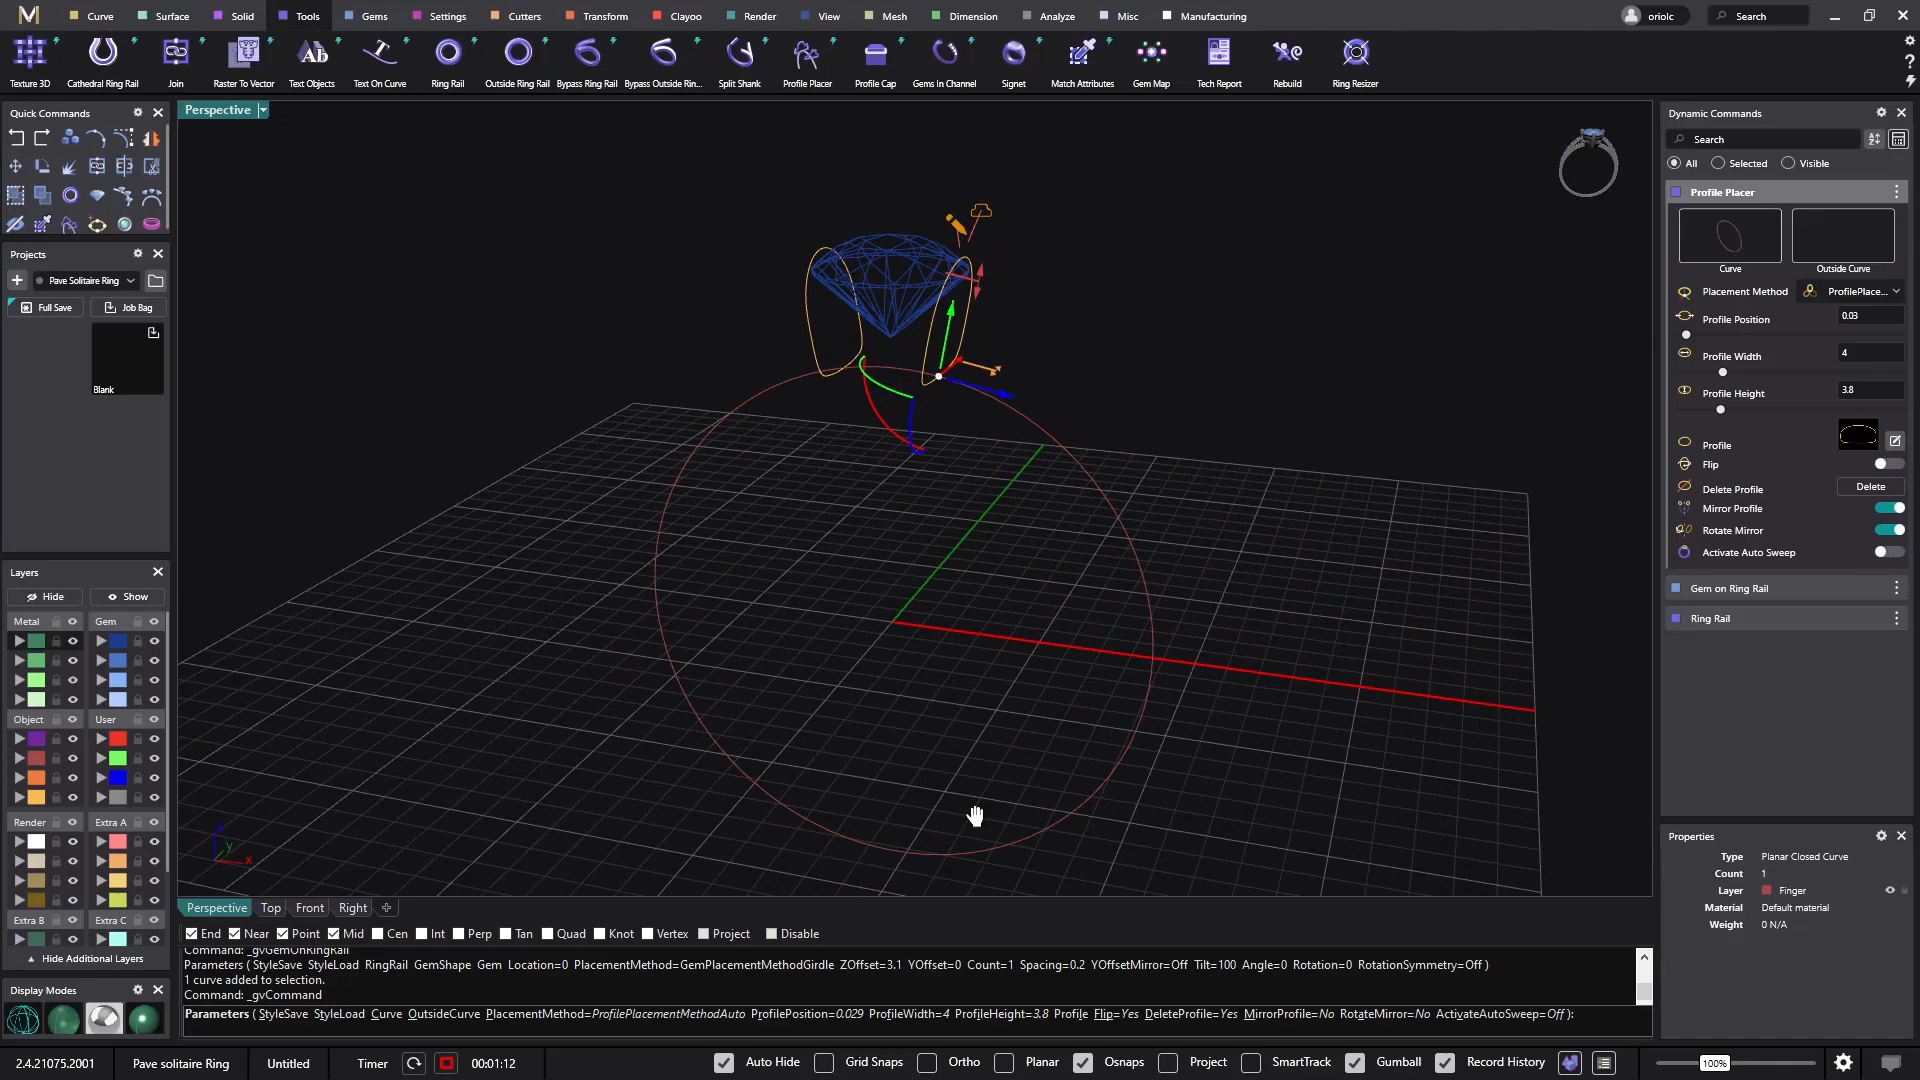 M Curve Surface Solid Tools Gems Settings Cutters Transform Clayoo Render View Mesh Dimension Analyze Misc Manufacturing oriolc Search
Texture 3D Cathedral Ring Rail Join Raster To Vector Text Objects Text On Curve Ring Rail Outside Ring Rail Bypass Ring Rail Bypass Outside Rin... Split Shank Profile Placer Profile Cap Gems In Channel Signet Match Attributes Gem Map Tech Report Rebuild Ring Resizer
Quick Commands
Projects
Pave Solitaire Ring
Full Save Job Bag
Blank
Layers
Hide Show
Metal Gem
Object User
Render Extra A
Extra B Extra C
Hide Additional Layers
Display Modes
Perspective
z
y
x
Perspective Top Front Right
End Near Point Mid Cen Int Perp Tan Quad Knot Vertex Project Disable
Command: _gvGemOnRingRail
Parameters ( StyleSave StyleLoad RingRail GemShape Gem Location=0 PlacementMethod=GemPlacementMethodGirdle ZOffset=3.1 YOffset=0 Count=1 Spacing=0.2 YOffsetMirror=Off Tilt=100 Angle=0 Rotation=0 RotationSymmetry=Off )
1 curve added to selection.
Command: _gvCommand
Parameters ( StyleSave StyleLoad Curve OutsideCurve PlacementMethod=ProfilePlacementMethodAuto ProfilePosition=0.029 ProfileWidth=4 ProfileHeight=3.8 Profile Flip=Yes DeleteProfile=Yes MirrorProfile=No RotateMirror=No ActivateAutoSweep=Off ):
Dynamic Commands
Search
All Selected Visible
Profile Placer
Curve Outside Curve
Placement Method ProfilePlace...
Profile Position 0.03
Profile Width 4
Profile Height 3.8
Profile
Flip
Delete Profile Delete
Mirror Profile
Rotate Mirror
Activate Auto Sweep
Gem on Ring Rail
Ring Rail
Properties
Type Planar Closed Curve
Count 1
Layer Finger
Material Default material
Weight 0 N/A
2.4.21075.2001 Pave solitaire Ring Untitled Timer 00:01:12 Auto Hide Grid Snaps Ortho Planar Osnaps Project SmartTrack Gumball Record History 100%